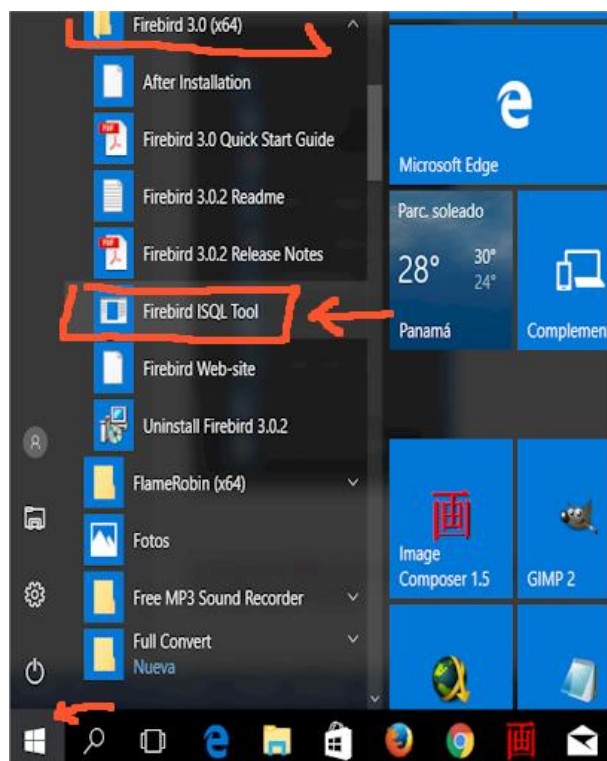 Firebird 3.0 (x64)
After Installation
Firebird 3.0 Quick Start Guide
Firebird 3.0.2 Readme
Firebird 3.0.2 Release Notes
Firebird ISQL Tool
Firebird Web-site
Uninstall Firebird 3.0.2
FlameRobin (x64)
Fotos
Free MP3 Sound Recorder
Full Convert
Nueva
Microsoft Edge
Parc. soleado
28° 30°
24°
Panamá
Complemen
画
Image
Composer 1.5
GIMP 2
画